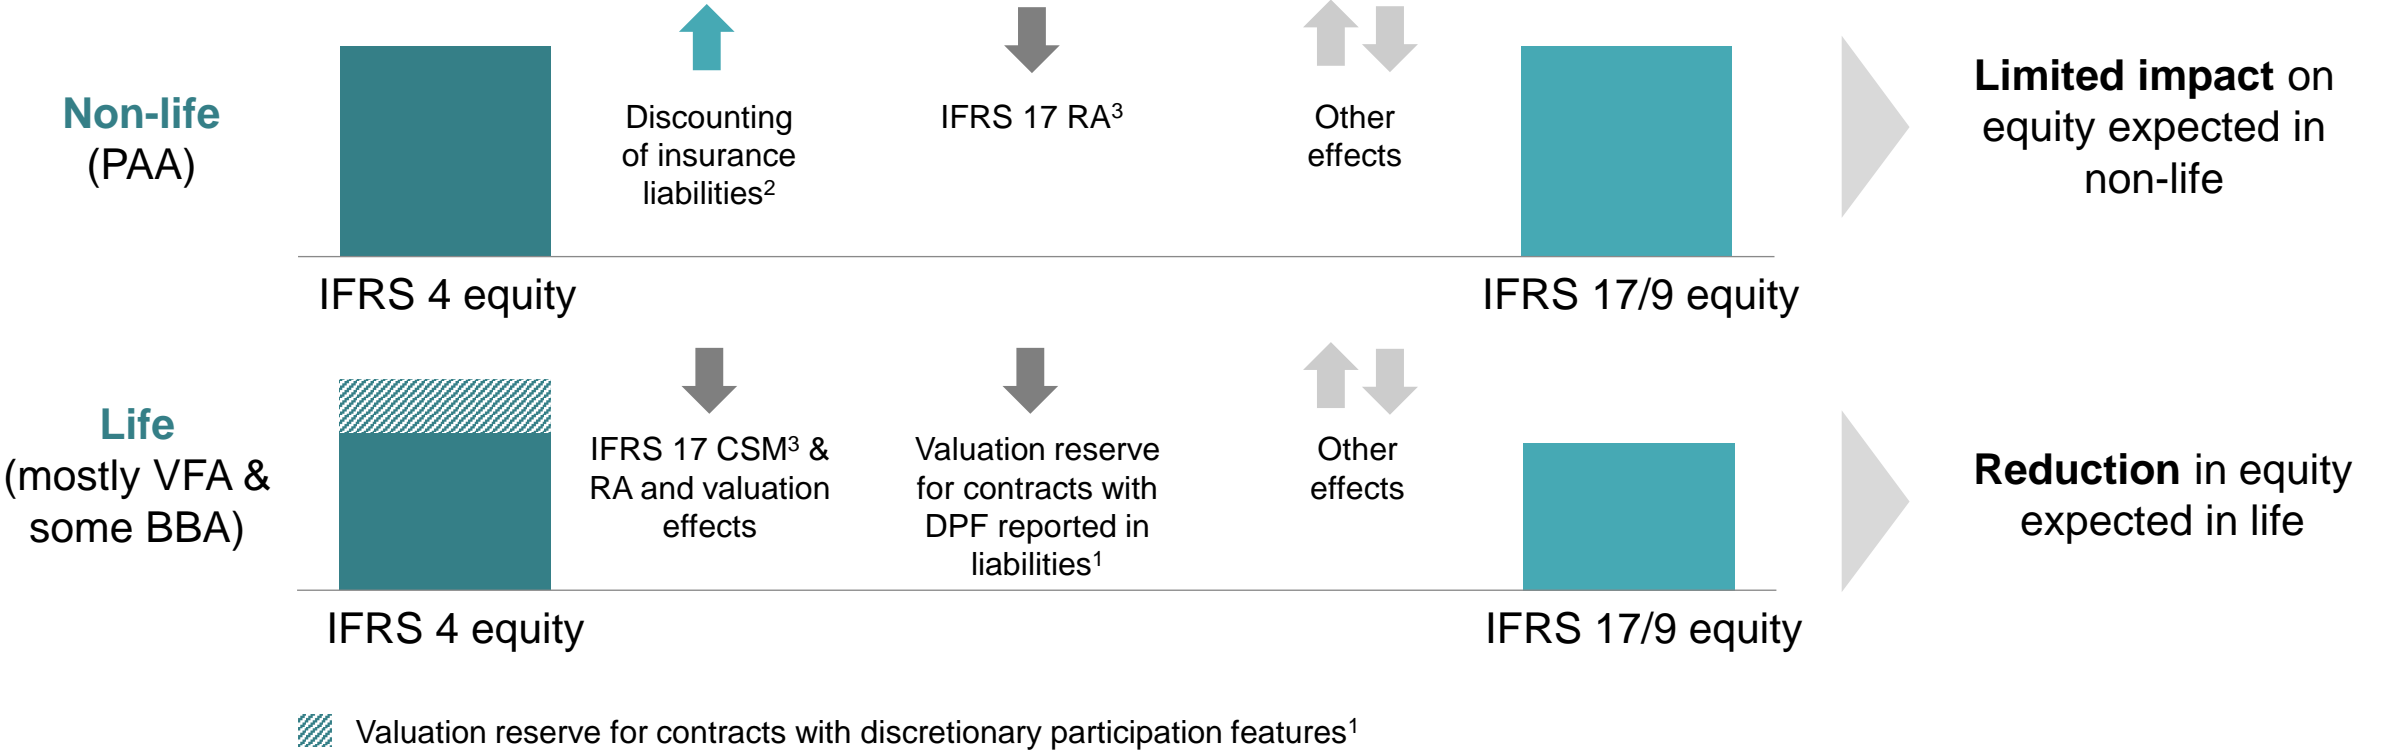 Non-life
(PAA)
Discounting
of insurance
liabilities²
IFRS 17 RA³
Other
effects
Limited impact on
equity expected in
non-life
IFRS 4 equity
IFRS 17/9 equity
Life
(mostly VFA &
some BBA)
IFRS 17 CSM³ &
RA and valuation
effects
Valuation reserve
for contracts with
DPF reported in
liabilities¹
Other
effects
Reduction in equity
expected in life
IFRS 4 equity
IFRS 17/9 equity
Valuation reserve for contracts with discretionary participation features¹